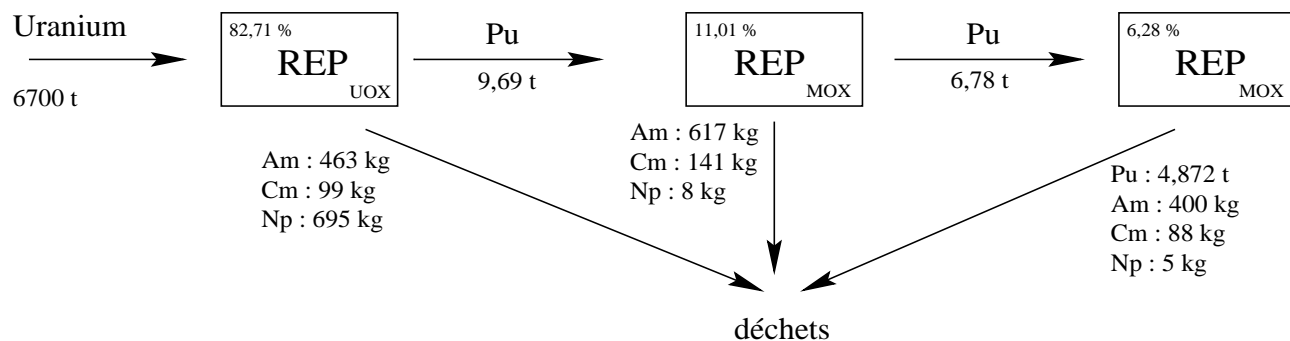 Uranium
6700 t
82,71 %
REP
UOX
Pu
9,69 t
11,01 %
REP
MOX
Pu
6,78 t
6,28 %
REP
MOX
Am : 463 kg
Cm : 99 kg
Np : 695 kg
Am : 617 kg
Cm : 141 kg
Np : 8 kg
Pu : 4,872 t
Am : 400 kg
Cm : 88 kg
Np : 5 kg
déchets